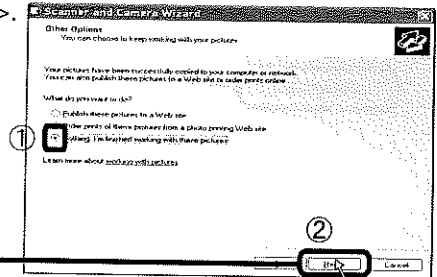 >.
Scanner and Camera Wizard
Other Options
You can choose to keep working with your pictures
Your pictures have been successfully copied to your computer or network.
You can also publish these pictures to a Web site or order prints online.
What do you want to do?
Publish these pictures to a Web site
Order prints of these pictures from a photo printing Web site
①
Nothing. I'm finished working with these pictures
Learn more about working with pictures.
②
Cancel